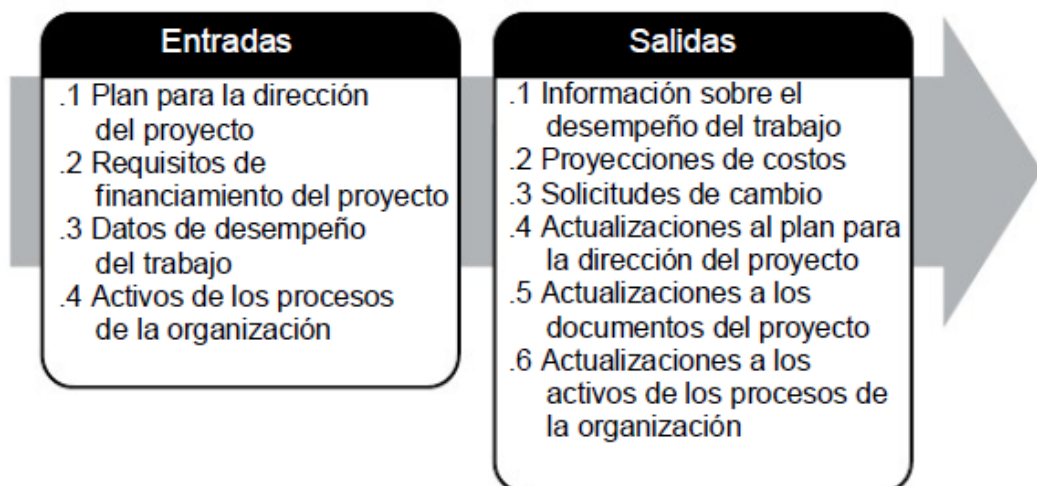 Entradas
.1 Plan para la dirección
del proyecto
.2 Requisitos de
financiamiento del proyecto
.3 Datos de desempeño
del trabajo
.4 Activos de los procesos
de la organización
Salidas
.1 Información sobre el
desempeño del trabajo
.2 Proyecciones de costos
.3 Solicitudes de cambio
.4 Actualizaciones al plan para
la dirección del proyecto
.5 Actualizaciones a los
documentos del proyecto
.6 Actualizaciones a los
activos de los procesos de
la organización